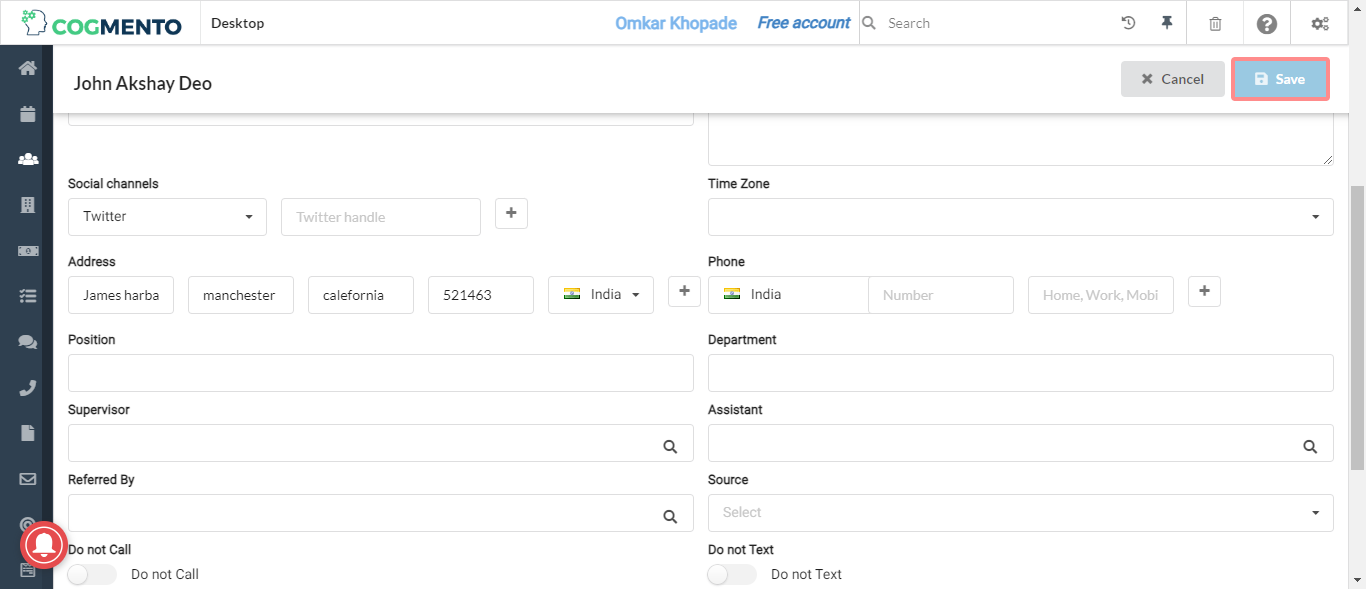 COGMENTO
Desktop
Omkar Khopade
Free account
Search
John Akshay Deo
Cancel
Save
Social channels
Time Zone
Twitter
Twitter handle
Address
Phone
James harba
manchester
calefornia
521463
India
India
Number
Home, Work, Mobi
Position
Department
Supervisor
Assistant
Referred By
Source
Select
Do not Call
Do not Text
Do not Call
Do not Text